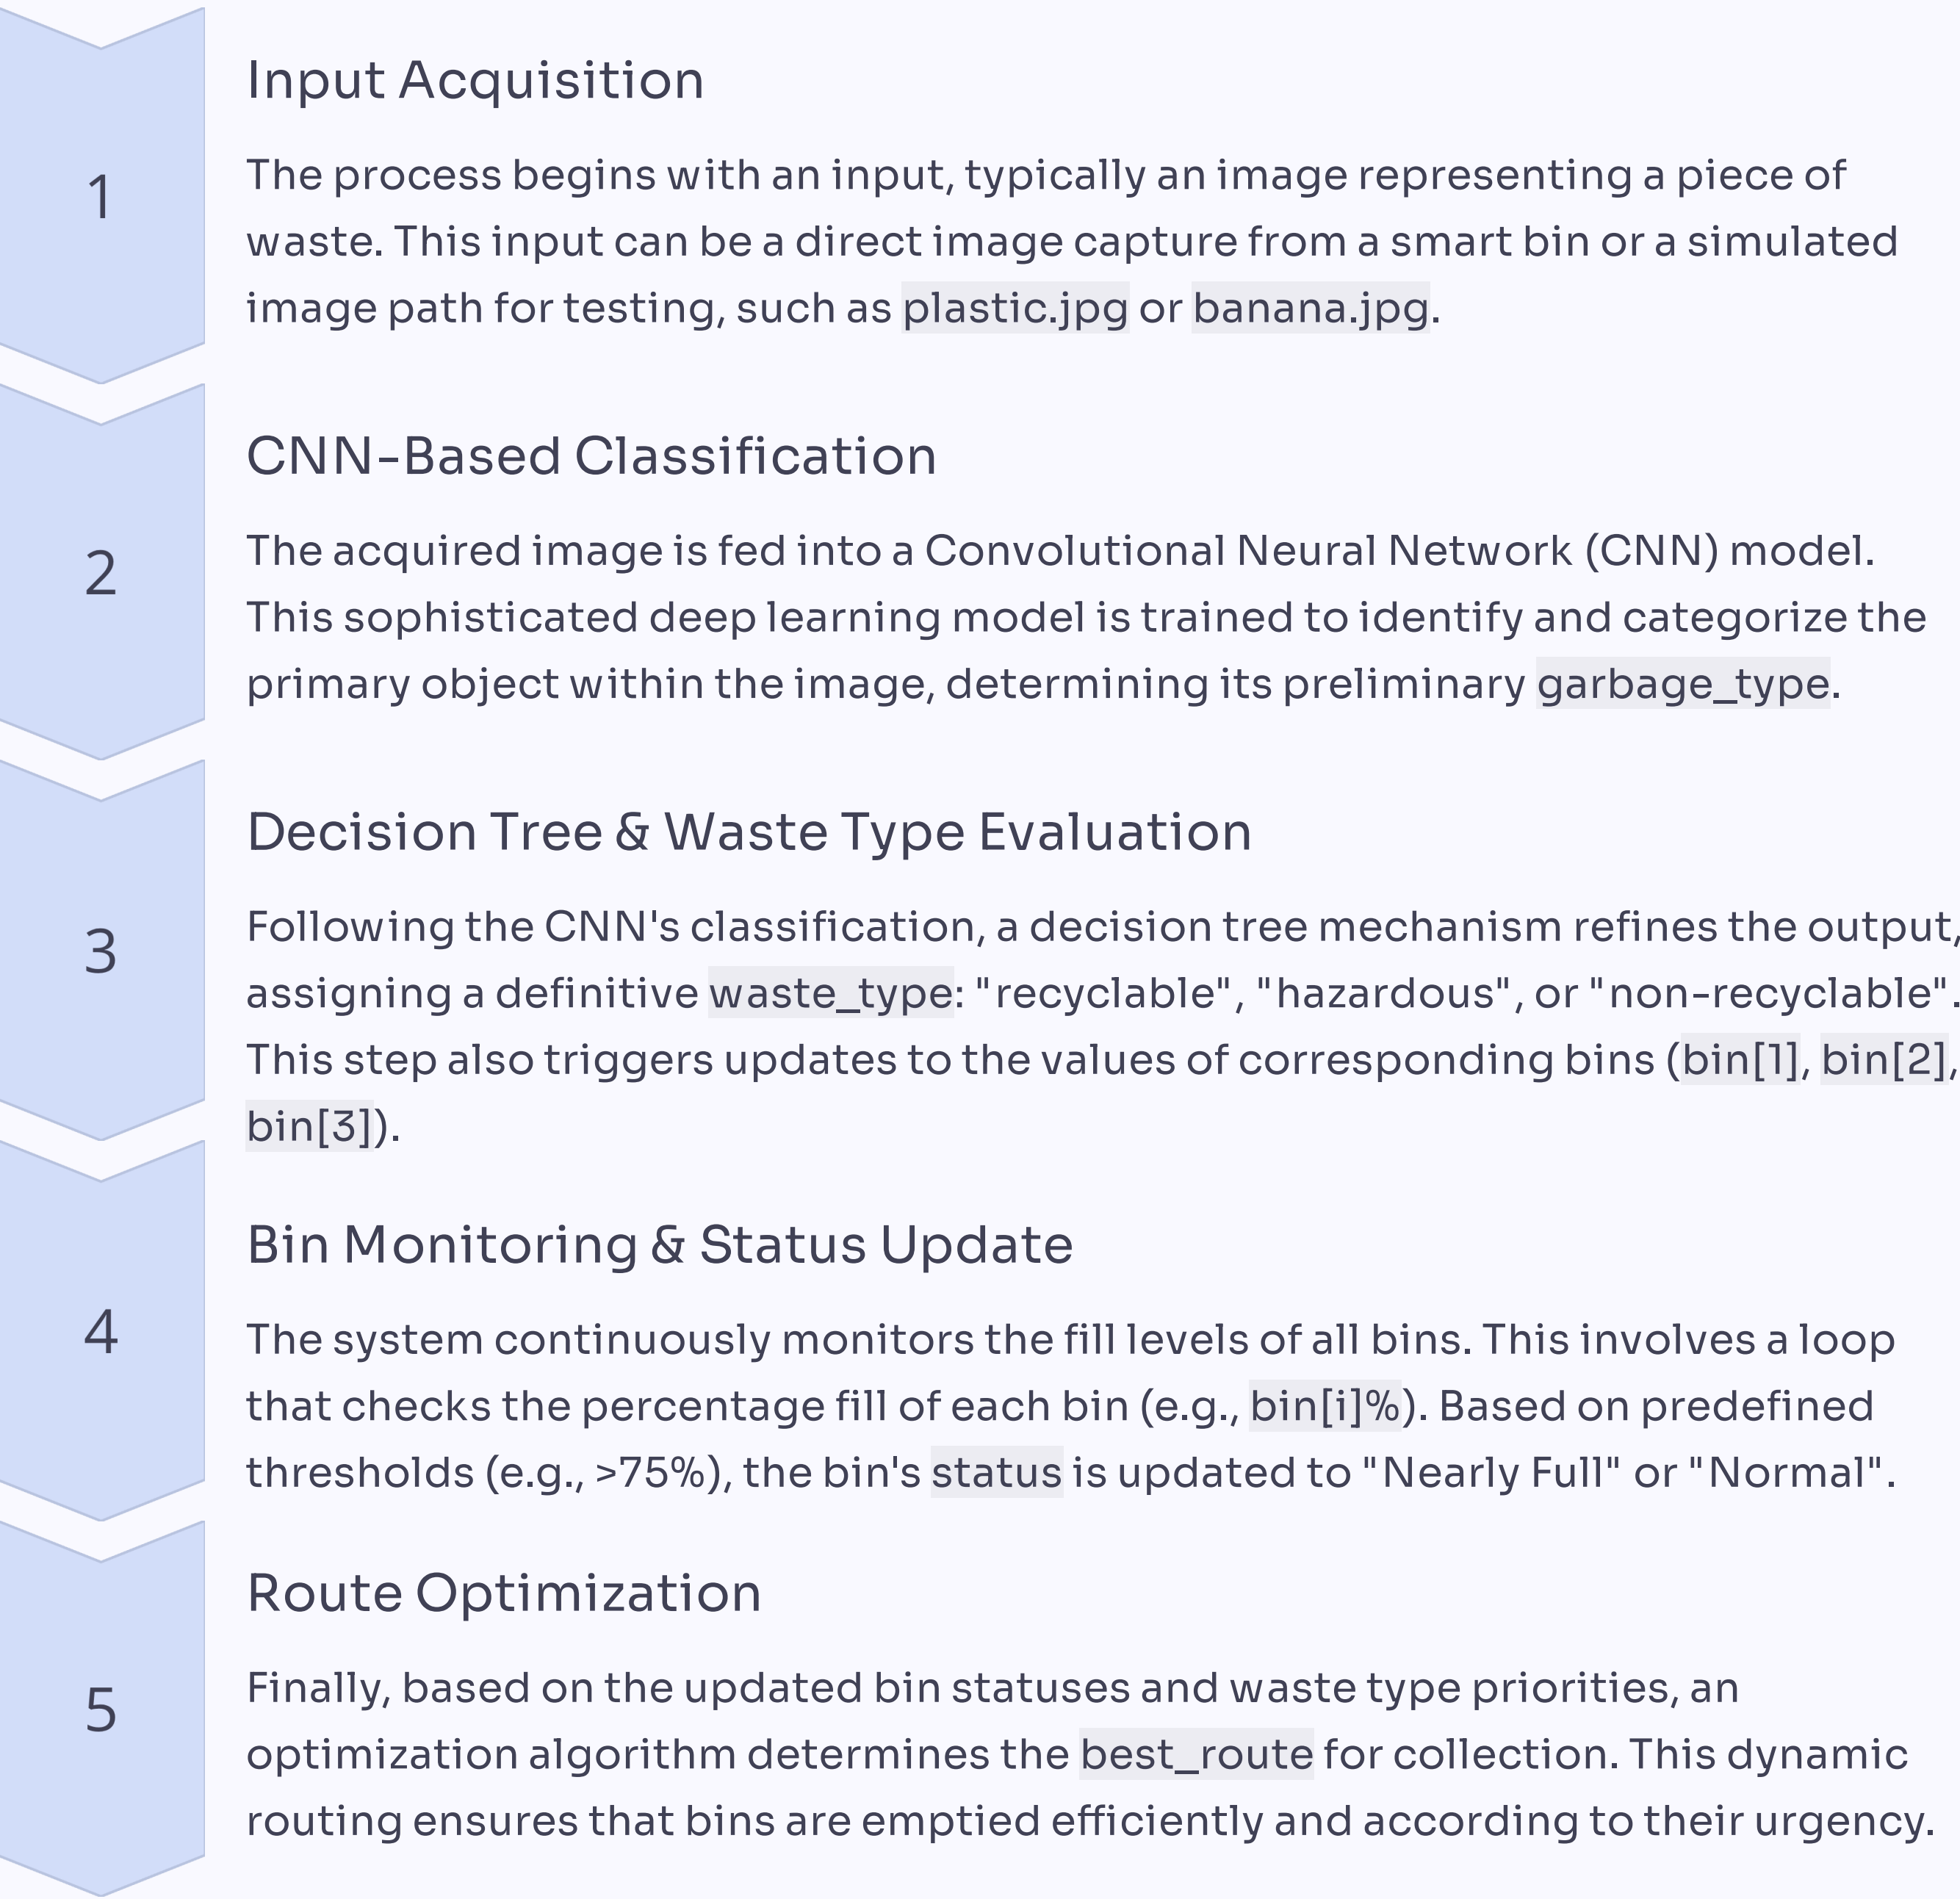 Input Acquisition
1
The process begins with an input, typically an image representing a piece of
waste. This input can be a direct image capture from a smart bin or a simulated
image path for testing, such as plastic.jpg or banana.jpg.
CNN-Based Classification
2
The acquired image is fed into a Convolutional Neural Network (CNN) model.
This sophisticated deep learning model is trained to identify and categorize the
primary object within the image, determining its preliminary garbage_type.
Decision Tree & Waste Type Evaluation
3
Following the CNN's classification, a decision tree mechanism refines the output,
assigning a definitive waste_type: "recyclable", "hazardous", or "non-recyclable".
This step also triggers updates to the values of corresponding bins (bin[1], bin[2],
bin[3]).
Bin Monitoring & Status Update
4
The system continuously monitors the fill levels of all bins. This involves a loop
that checks the percentage fill of each bin (e.g., bin[i]%). Based on predefined
thresholds (e.g., >75%), the bin's status is updated to "Nearly Full" or "Normal".
Route Optimization
5
Finally, based on the updated bin statuses and waste type priorities, an
optimization algorithm determines the best_route for collection. This dynamic
routing ensures that bins are emptied efficiently and according to their urgency.